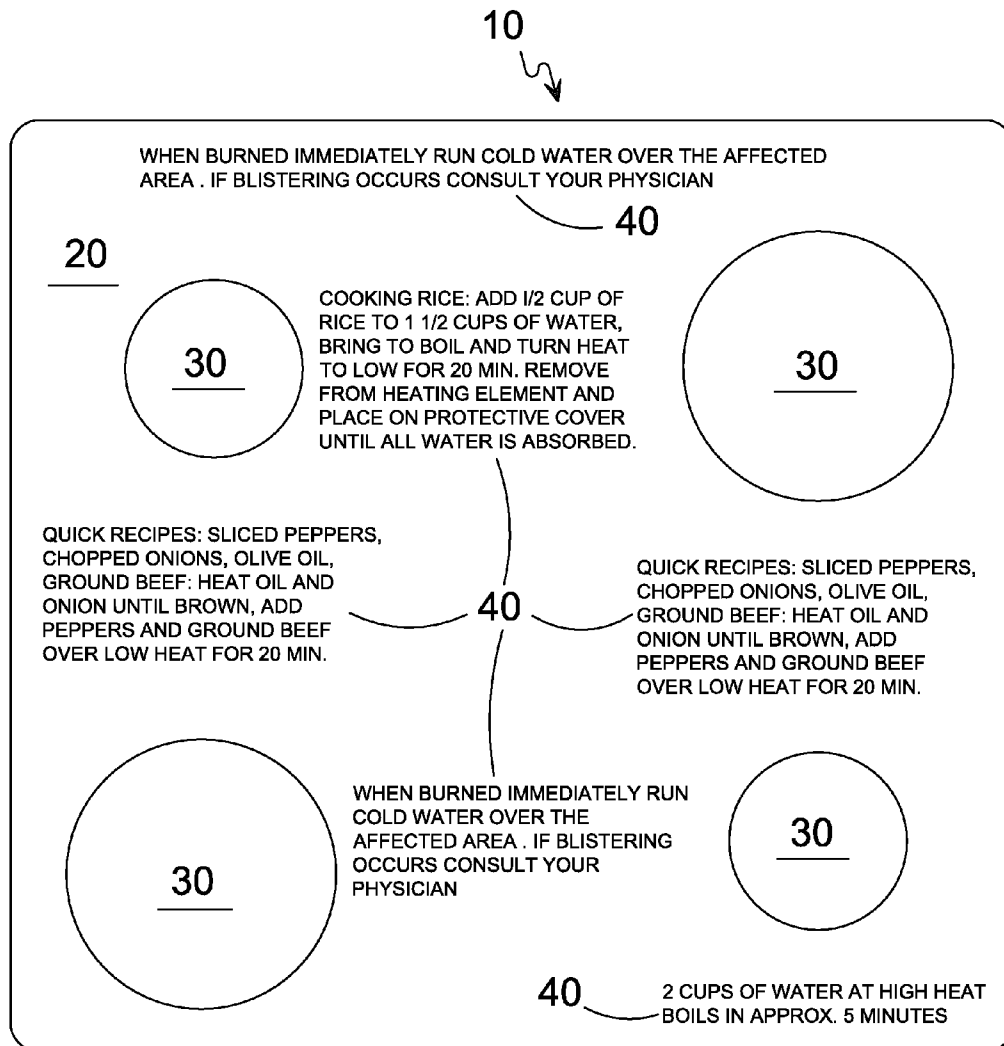 10
WHEN BURNED IMMEDIATELY RUN COLD WATER OVER THE AFFECTED
AREA . IF BLISTERING OCCURS CONSULT YOUR PHYSICIAN
40
20
30
COOKING RICE: ADD I/2 CUP OF
RICE TO 1 1/2 CUPS OF WATER,
BRING TO BOIL AND TURN HEAT
TO LOW FOR 20 MIN. REMOVE
FROM HEATING ELEMENT AND
PLACE ON PROTECTIVE COVER
UNTIL ALL WATER IS ABSORBED.
30
QUICK RECIPES: SLICED PEPPERS,
CHOPPED ONIONS, OLIVE OIL,
GROUND BEEF: HEAT OIL AND
ONION UNTIL BROWN, ADD
PEPPERS AND GROUND BEEF
OVER LOW HEAT FOR 20 MIN.
40
QUICK RECIPES: SLICED PEPPERS,
CHOPPED ONIONS, OLIVE OIL,
GROUND BEEF: HEAT OIL AND
ONION UNTIL BROWN, ADD
PEPPERS AND GROUND BEEF
OVER LOW HEAT FOR 20 MIN.
30
WHEN BURNED IMMEDIATELY RUN
COLD WATER OVER THE
AFFECTED AREA . IF BLISTERING
OCCURS CONSULT YOUR
PHYSICIAN
30
40
2 CUPS OF WATER AT HIGH HEAT
BOILS IN APPROX. 5 MINUTES